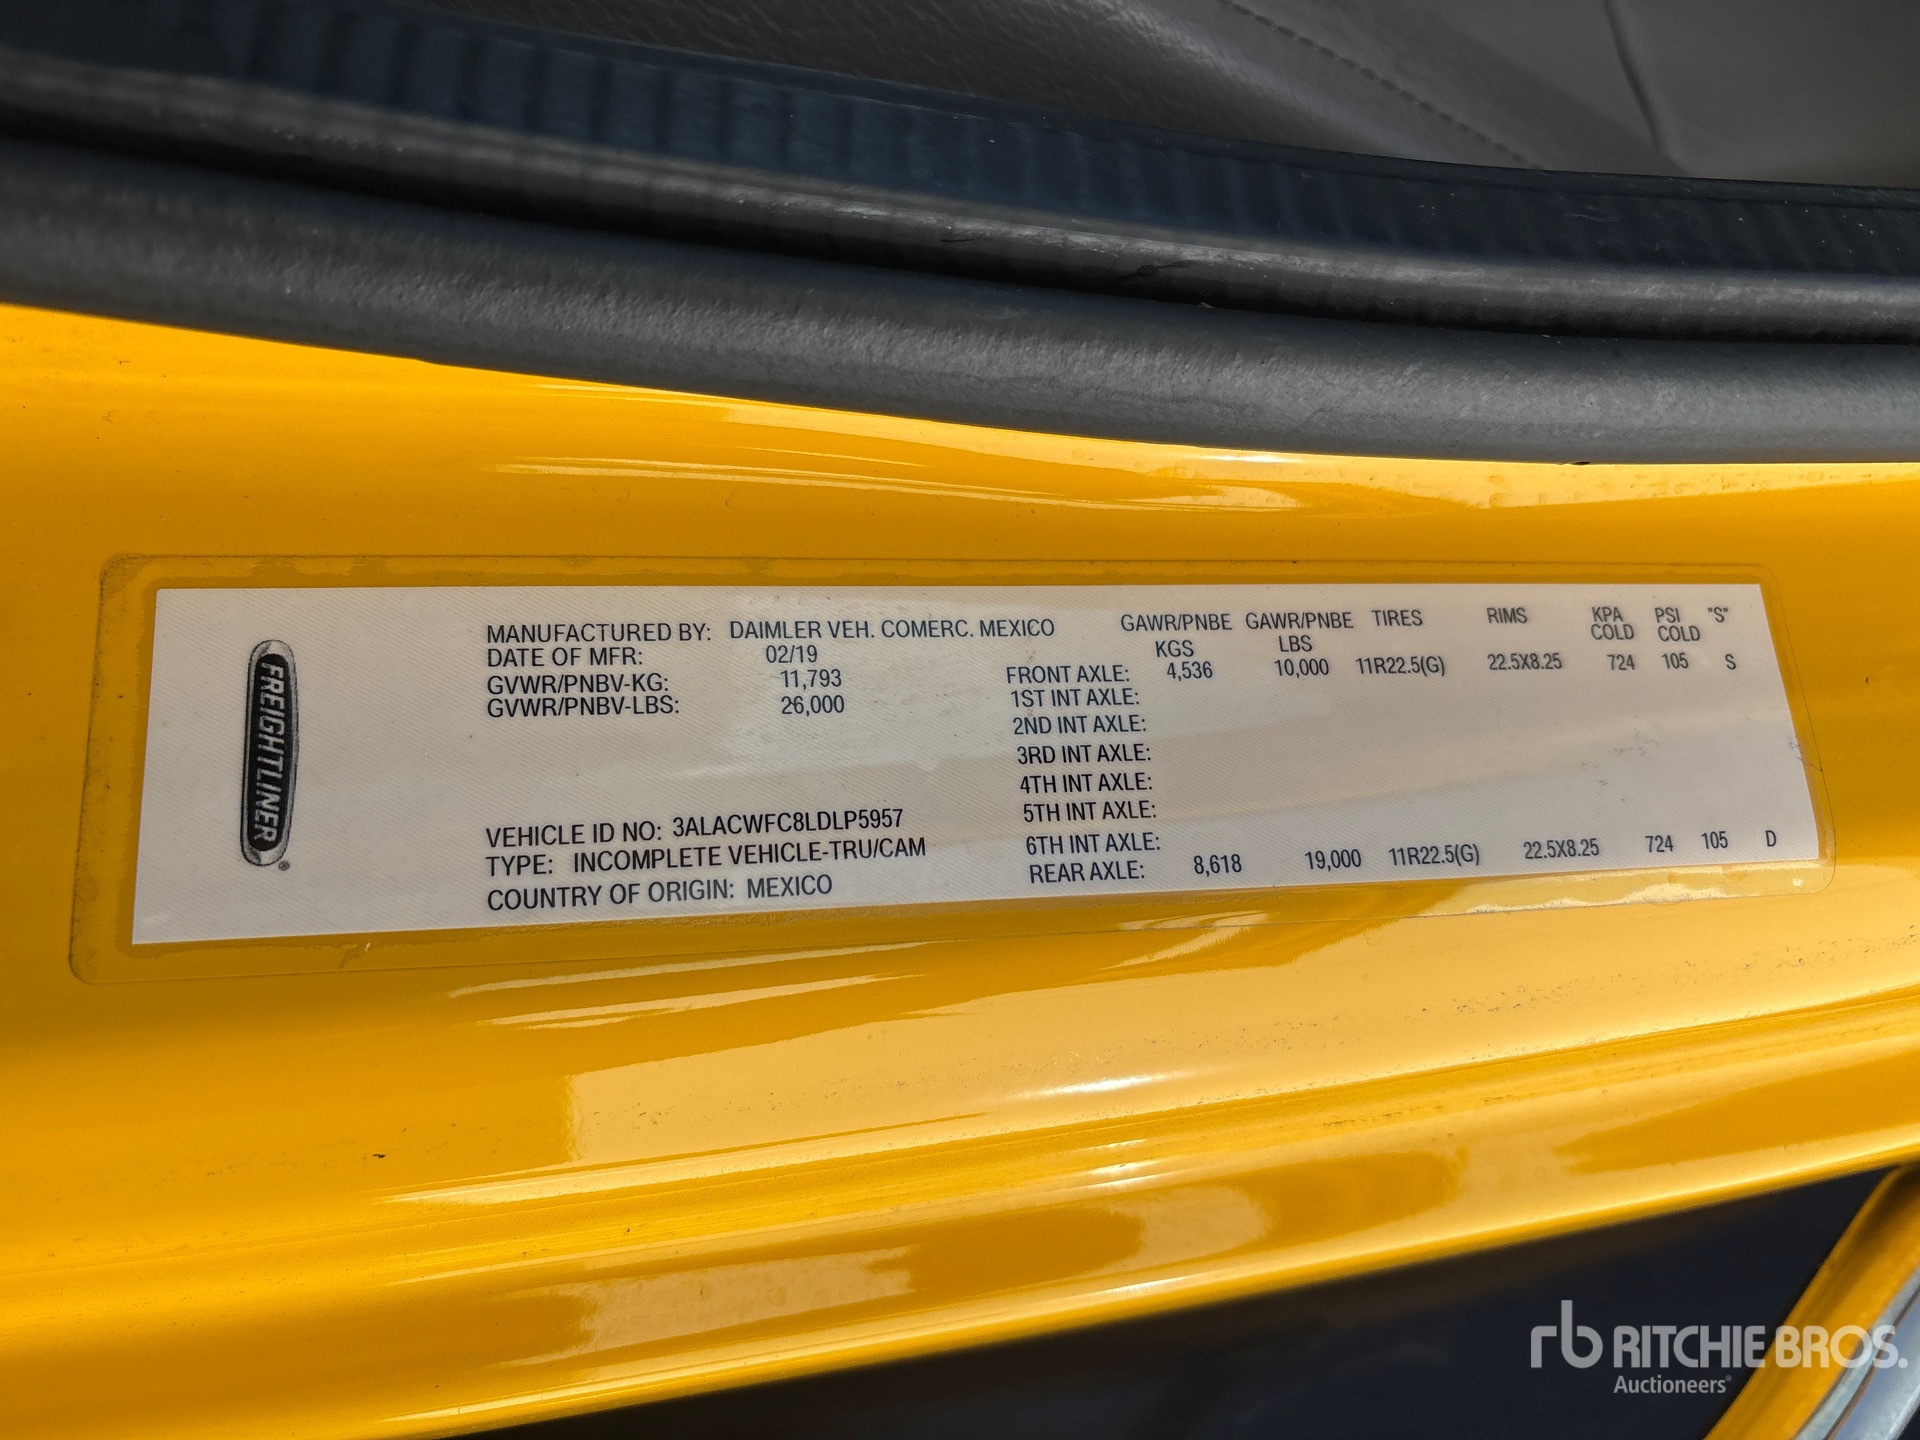 FREIGHTLINER®
MANUFACTURED BY: DAIMLER VEH. COMERC. MEXICO
DATE OF MFR: 02/19
GVWR/PNBV-KG: 11,793
GVWR/PNBV-LBS: 26,000
VEHICLE ID NO: 3ALACWFC8LDLP5957
TYPE: INCOMPLETE VEHICLE-TRU/CAM
COUNTRY OF ORIGIN: MEXICO
GAWR/PNBE GAWR/PNBE TIRES RIMS KPA PSI "S"
KGS LBS COLD COLD
FRONT AXLE: 4,536 10,000 11R22.5(G) 22.5X8.25 724 105 S
1ST INT AXLE:
2ND INT AXLE:
3RD INT AXLE:
4TH INT AXLE:
5TH INT AXLE:
6TH INT AXLE:
REAR AXLE: 8,618 19,000 11R22.5(G) 22.5X8.25 724 105 D
rb RITCHIE BROS.
Auctioneers®